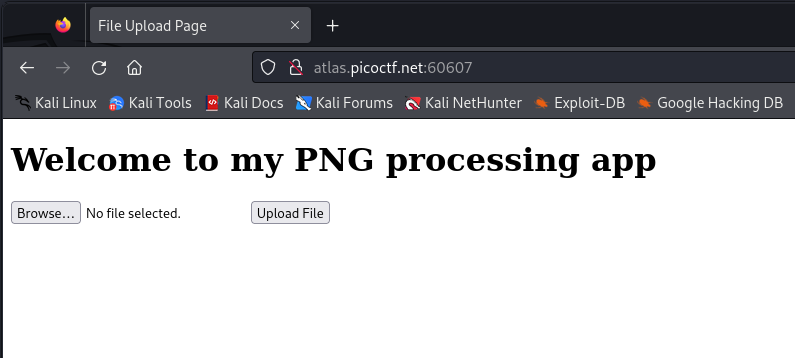 File Upload Page
atlas.picoctf.net:60607
Kali Linux Kali Tools Kali Docs Kali Forums Kali NetHunter Exploit-DB Google Hacking DB
Welcome to my PNG processing app
Browse... No file selected. Upload File